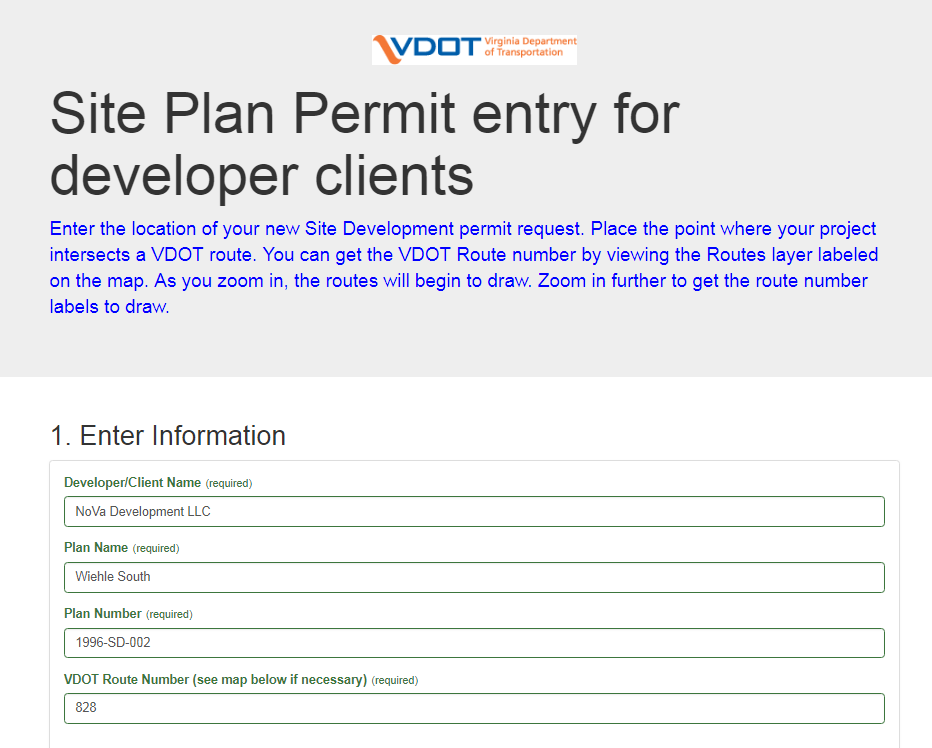 VDOT Virginia Department
of Transportation
Site Plan Permit entry for
developer clients
Enter the location of your new Site Development permit request. Place the point where your project
intersects a VDOT route. You can get the VDOT Route number by viewing the Routes layer labeled
on the map. As you zoom in, the routes will begin to draw. Zoom in further to get the route number
labels to draw.
1. Enter Information
Developer/Client Name (required)
NoVa Development LLC
Plan Name (required)
Wiehle South
Plan Number (required)
1996-SD-002
VDOT Route Number (see map below if necessary) (required)
828